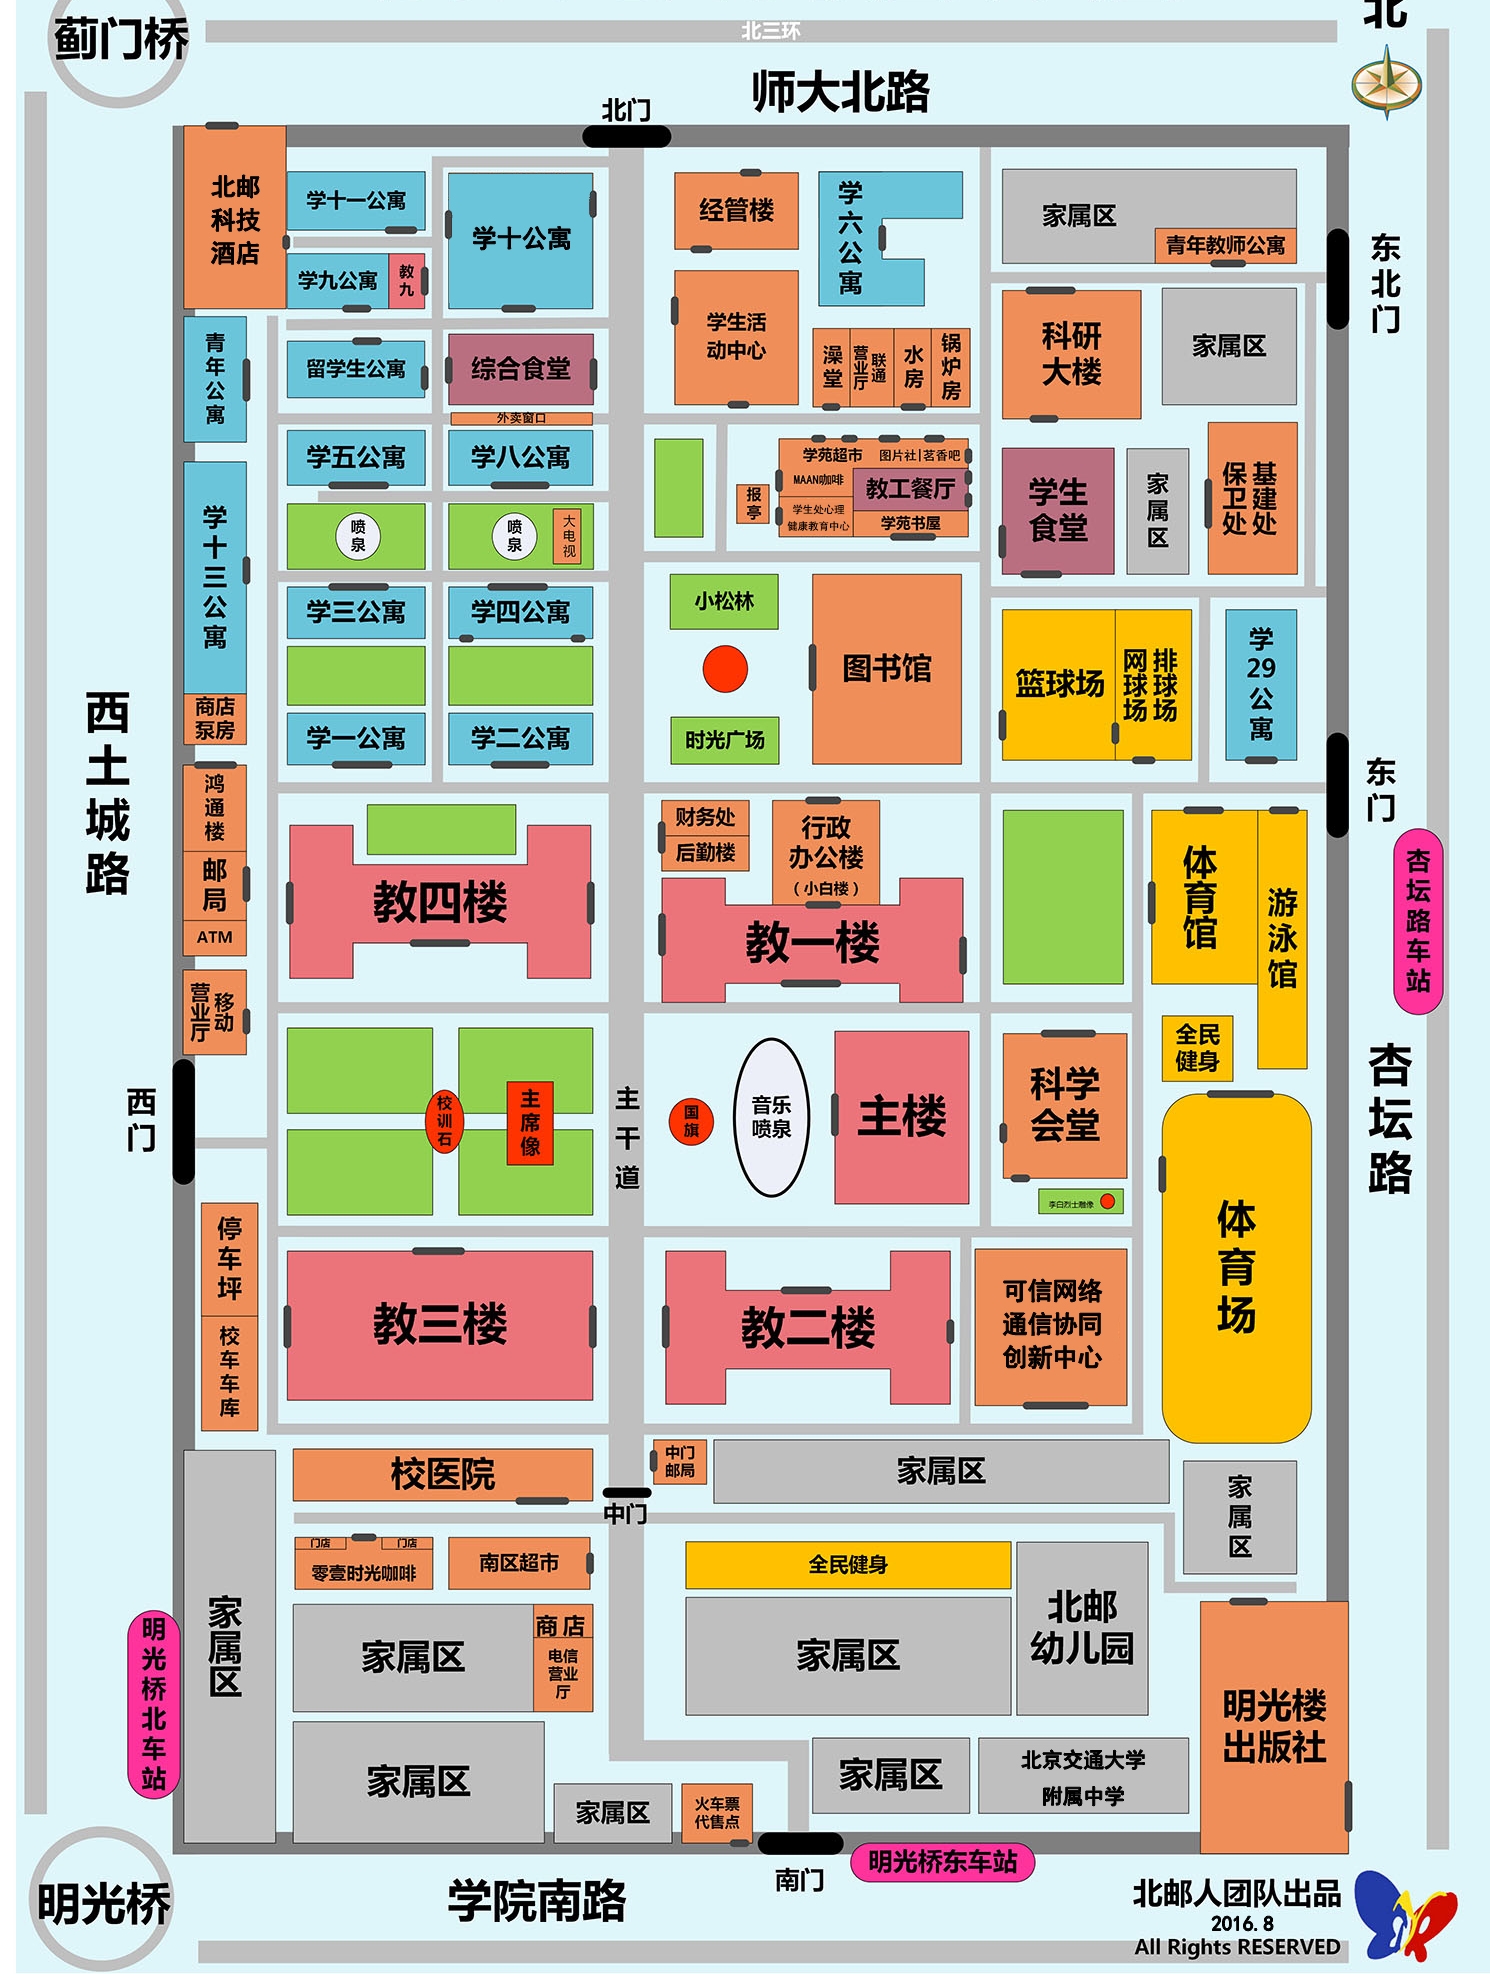 蓟门桥
北三环
北
师大北路
北门
北邮
科技
酒店
学十一公寓
学十公寓
学九公寓
教九
经管楼
学六公寓
家属区
青年教师公寓
东北门
青年公寓
留学生公寓
综合食堂
外卖窗口
学生活
动中心
澡堂
联通
营业厅
水房
锅炉房
科研
大楼
家属区
学五公寓
学八公寓
学十三公寓
喷泉
喷泉
大电视
报亭
学苑超市
图片社|茗香吧
MAAN咖啡
教工餐厅
学生处心理
健康教育中心
学苑书屋
学生
食堂
家属区
基建处
保卫处
学三公寓
学四公寓
小松林
图书馆
篮球场
网球场
排球场
学29公寓
商店
泵房
学一公寓
学二公寓
时光广场
西土城路
东门
鸿通楼
邮局
ATM
移动
营业厅
教四楼
财务处
后勤楼
行政
办公楼
(小白楼)
教一楼
体育馆
游泳馆
杏坛路车站
全民
健身
西门
校训石
主席像
主干道
国旗
音乐
喷泉
主楼
科学
会堂
李白烈士雕像
杏坛路
体育场
停车坪
校车车库
教三楼
教二楼
可信网络
通信协同
创新中心
校医院
中门
邮局
家属区
中门
家属区
门店
门店
零壹时光咖啡
南区超市
全民健身
北邮
幼儿园
家属区
家属区
商店
电信
营业
厅
家属区
明光桥北车站
明光楼
出版社
家属区
家属区
火车票
代售点
家属区
北京交通大学
附属中学
南门
明光桥东车站
明光桥
学院南路
北邮人团队出品
2016.8
All Rights RESERVED